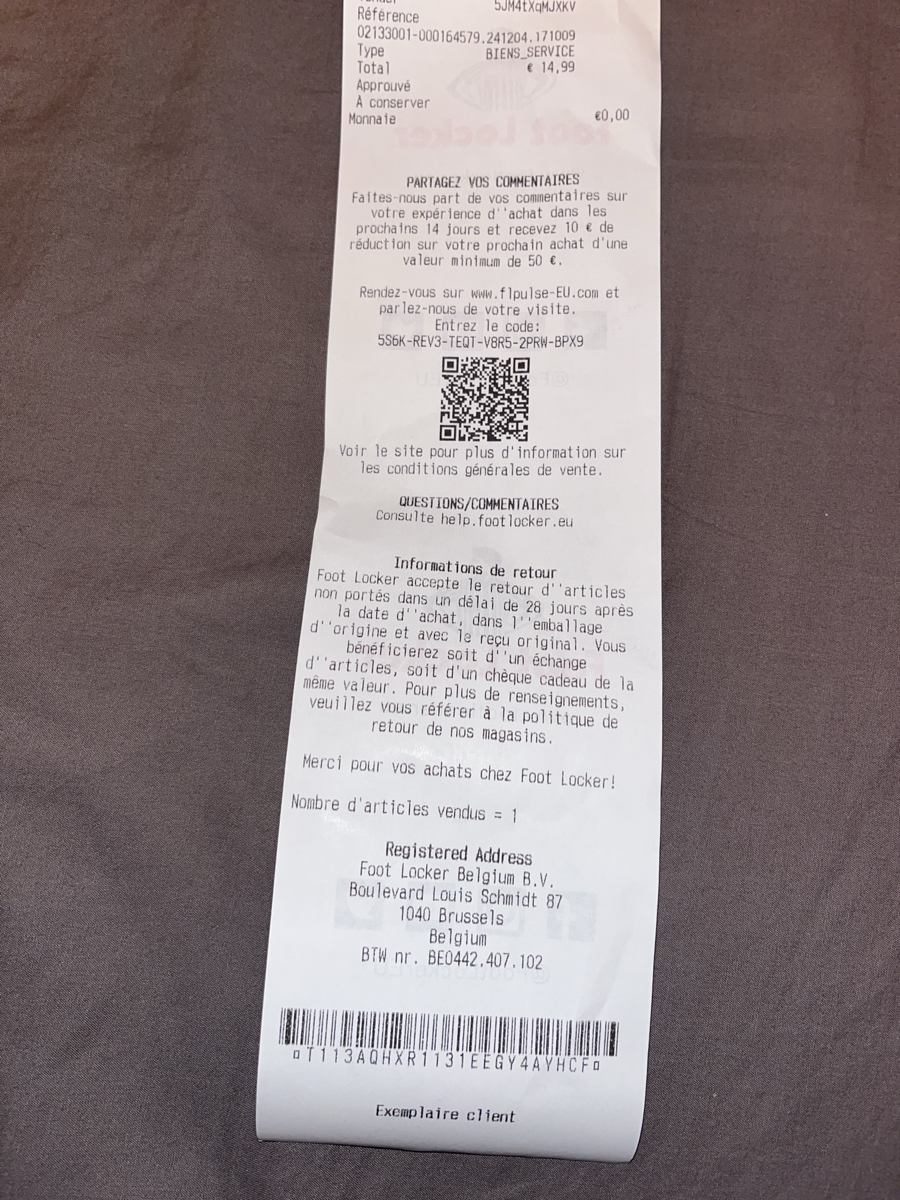 5JM4tXqMJXKV
Référence
02133001-000164579.241204.171009
Type BIENS_SERVICE
Total € 14,99
Approuvé
À conserver
Monnaie €0,00
PARTAGEZ VOS COMMENTAIRES
Faites-nous part de vos commentaires sur
votre expérience d''achat dans les
prochains 14 jours et recevez 10 € de
réduction sur votre prochain achat d'une
valeur minimum de 50 €.
Rendez-vous sur www.flpulse-EU.com et
parlez-nous de votre visite.
Entrez le code:
5S6K-REV3-TEQT-V8R5-2PRW-BPX9
Voir le site pour plus d'information sur
les conditions générales de vente.
QUESTIONS/COMMENTAIRES
Consulte help.footlocker.eu
Informations de retour
Foot Locker accepte le retour d''articles
non portés dans un délai de 28 jours après
la date d''achat, dans l''emballage
d''origine et avec le reçu original. Vous
bénéficierez soit d''un échange
d''articles, soit d'un chèque cadeau de la
même valeur. Pour plus de renseignements,
veuillez vous référer à la politique de
retour de nos magasins.
Merci pour vos achats chez Foot Locker!
Nombre d'articles vendus = 1
Registered Address
Foot Locker Belgium B.V.
Boulevard Louis Schmidt 87
1040 Brussels
Belgium
BTW nr. BE0442.407.102
¤T113AQHXR1131EEGY4AYHCF¤
Exemplaire client